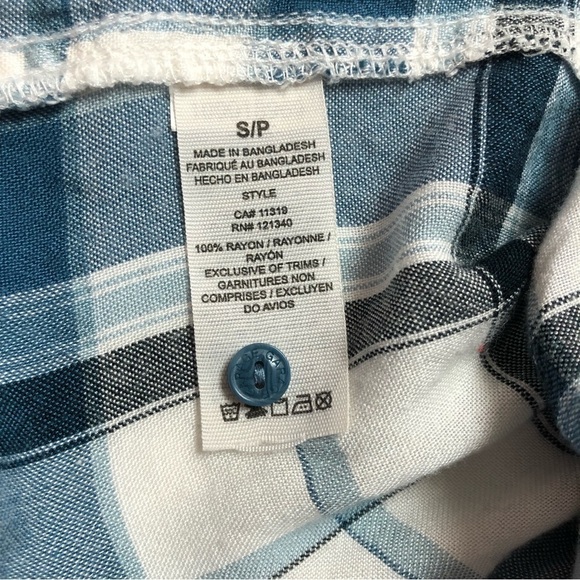 S/P
MADE IN BANGLADESH
FABRIQUÉ AU BANGLADESH
HECHO EN BANGLADESH
STYLE
CA# 11319
RN# 121340
100% RAYON / RAYONNE /
RAYÓN
EXCLUSIVE OF TRIMS /
GARNITURES NON
COMPRISES / EXCLUYEN
DO AVIOS